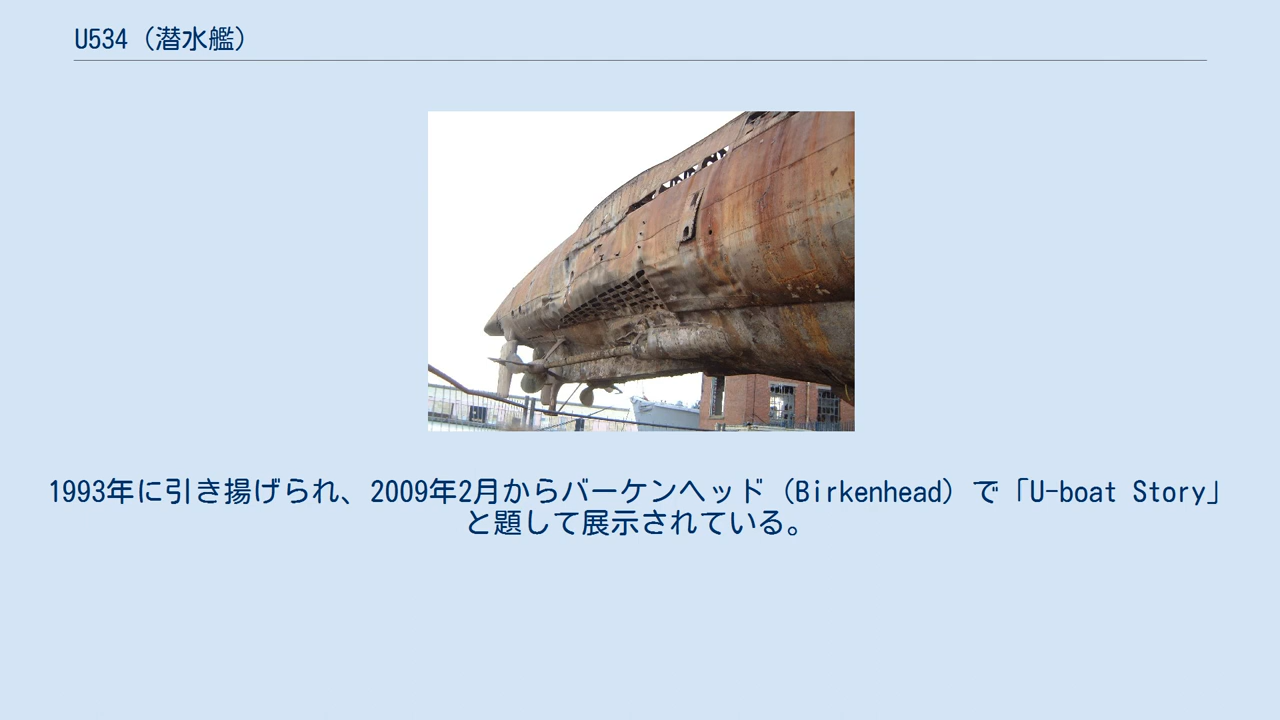 U534（潜水艦）
1993年に引き揚げられ、2009年2月からバーケンヘッド（Birkenhead）で「U-boat Story」
と題して展示されている。